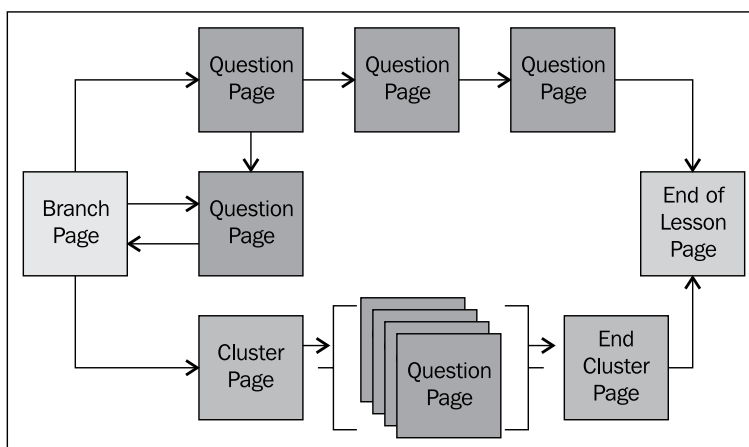 Question
Page
Question
Page
Question
Page
Branch
Page
Question
Page
End of
Lesson
Page
Cluster
Page
Question
Page
End
Cluster
Page